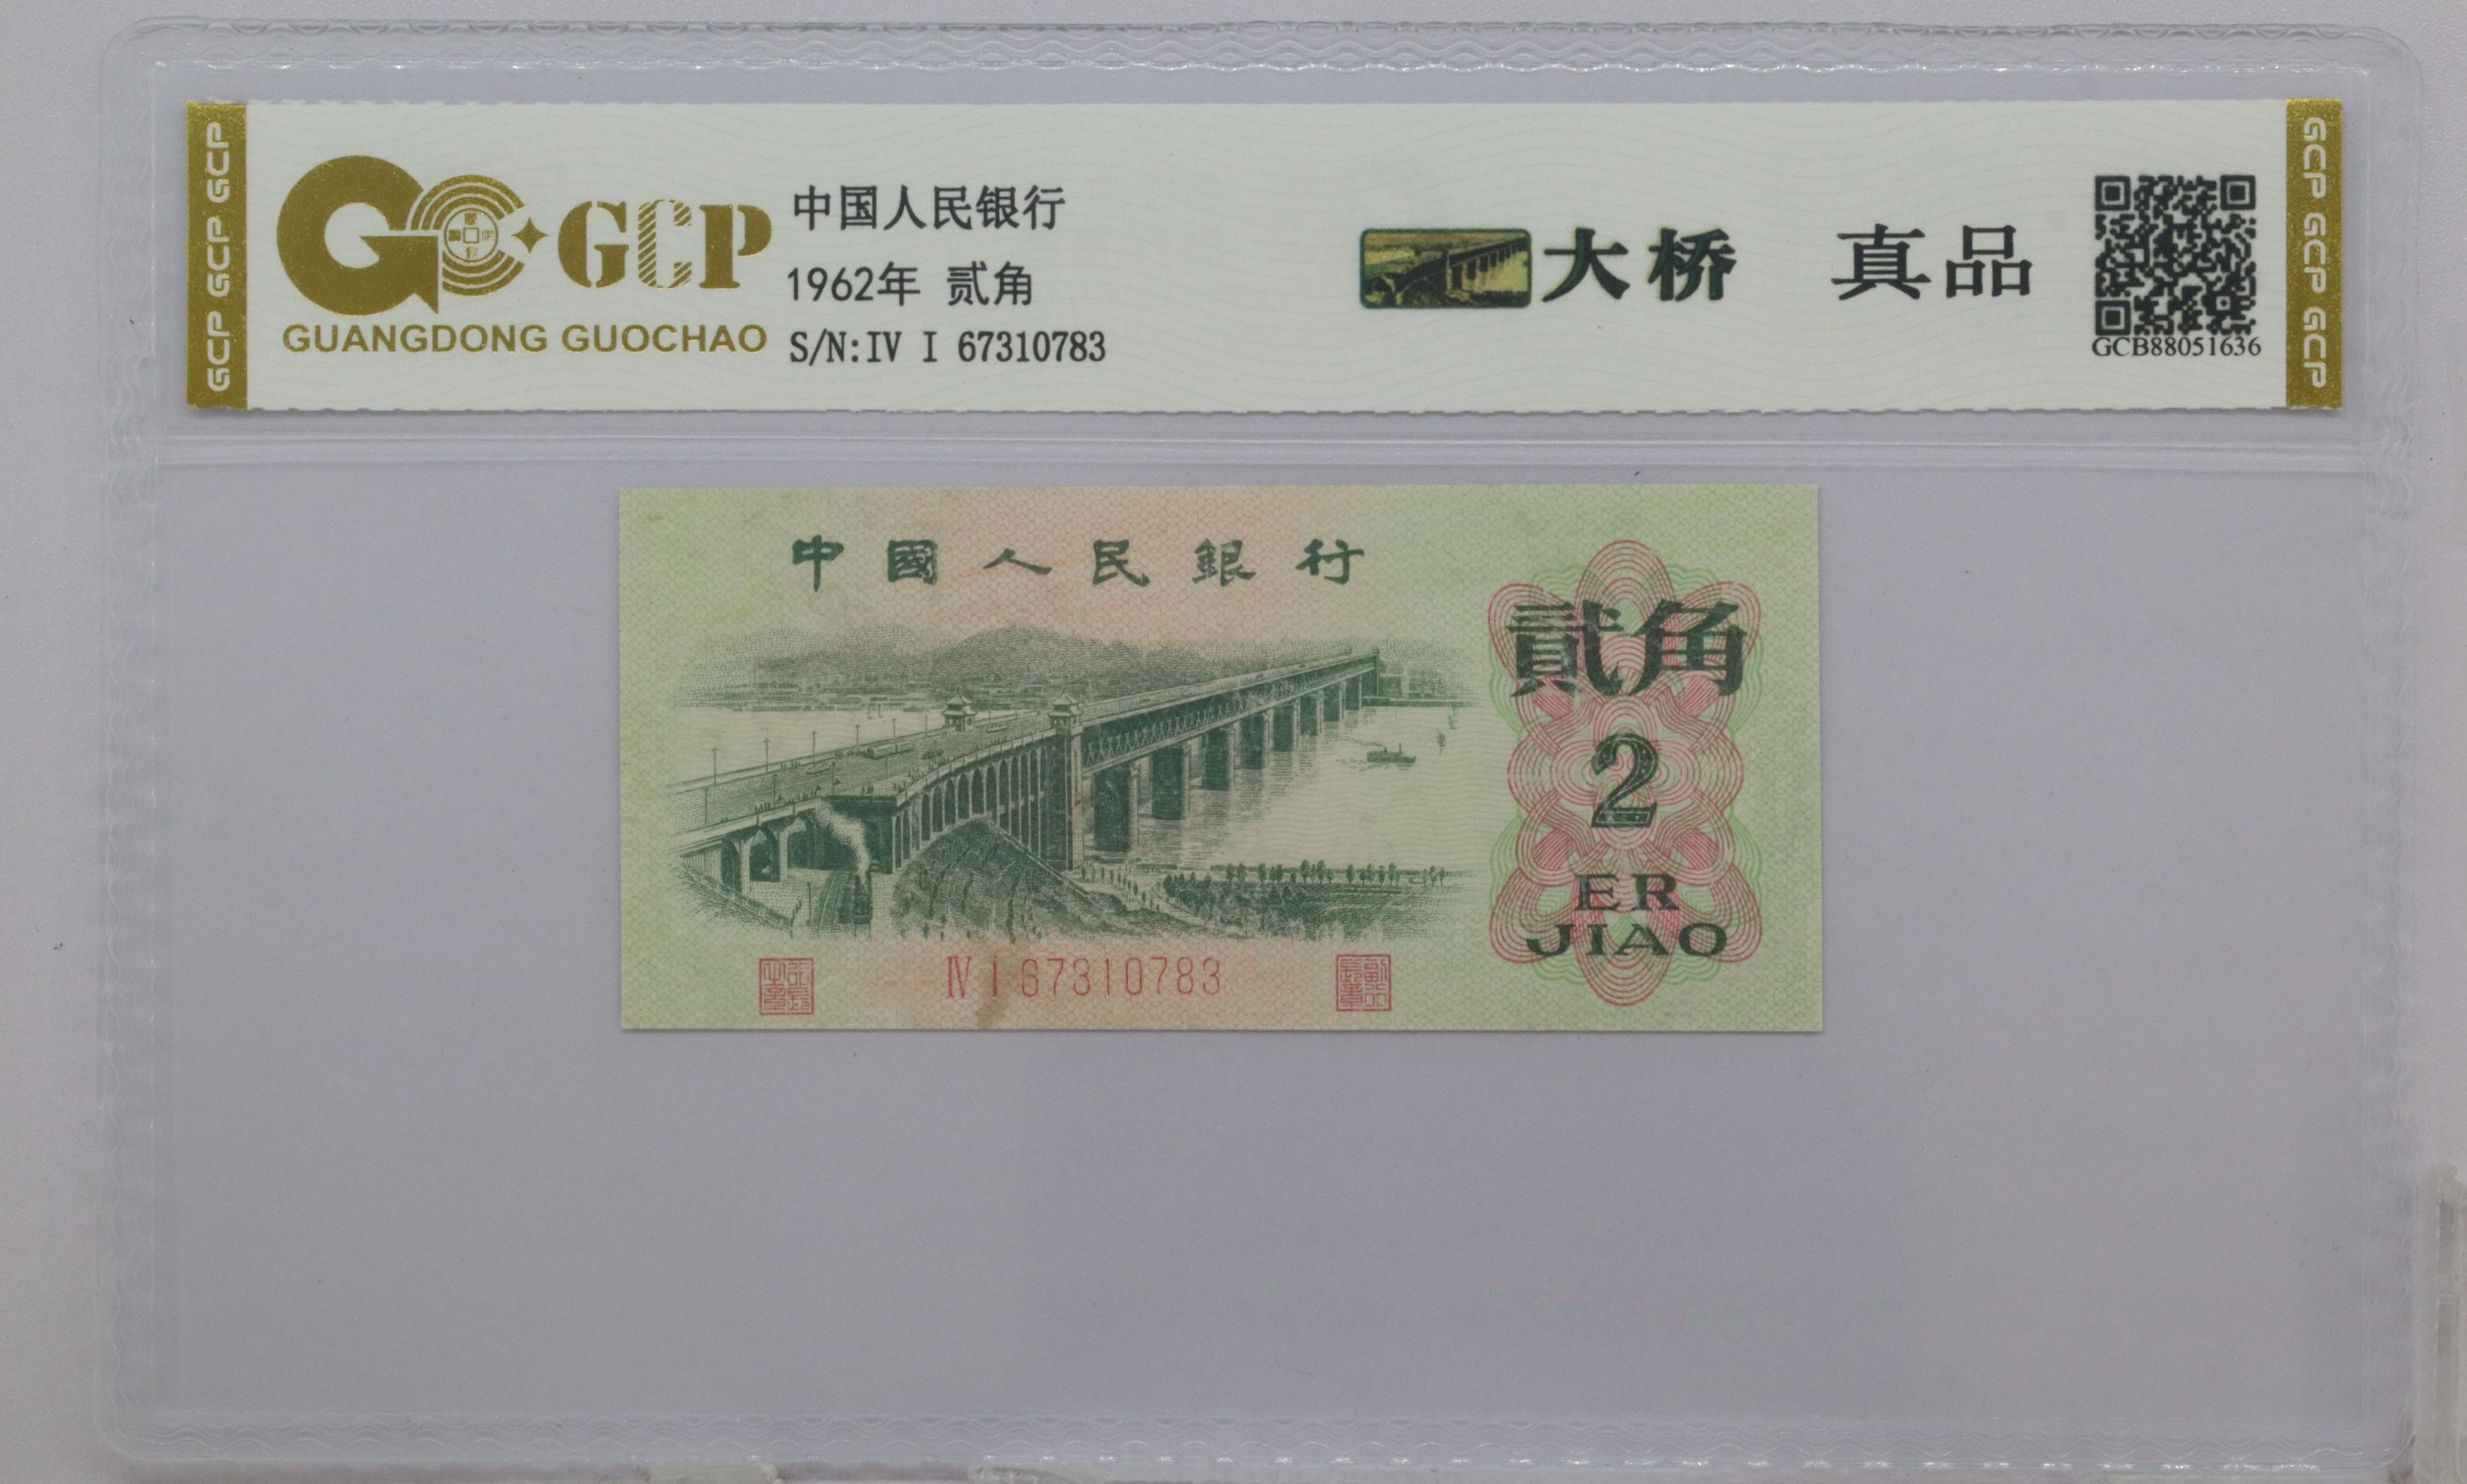 GCP GCP GCP
GCP
GUANGDONG GUOCHAO
中国人民银行
1962年 贰角
S/N:IV I 67310783
大桥 真品
GCB88051636
GCP GCP GCP
中國人民銀行
貳角
2
ER
JIAO
Ⅳ I 67310783